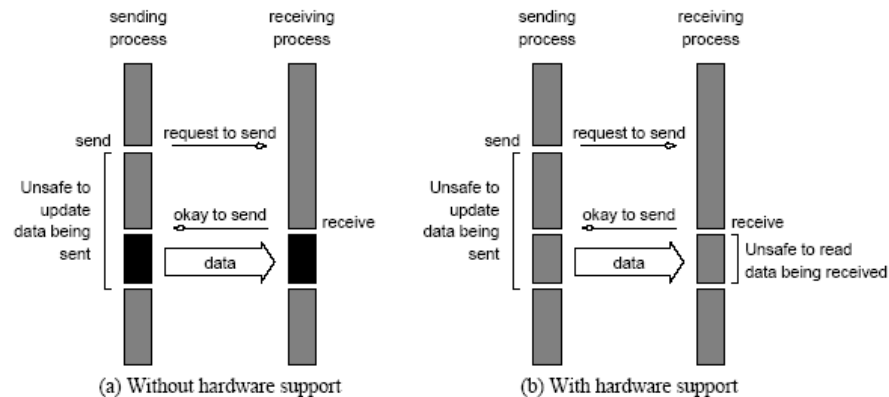 sending
process
receiving
process
send
request to send
Unsafe to
update
data being
sent
okay to send
receive
data
(a) Without hardware support
sending
process
receiving
process
send
request to send
Unsafe to
update
data being
sent
okay to send
receive
data
Unsafe to read
data being received
(b) With hardware support